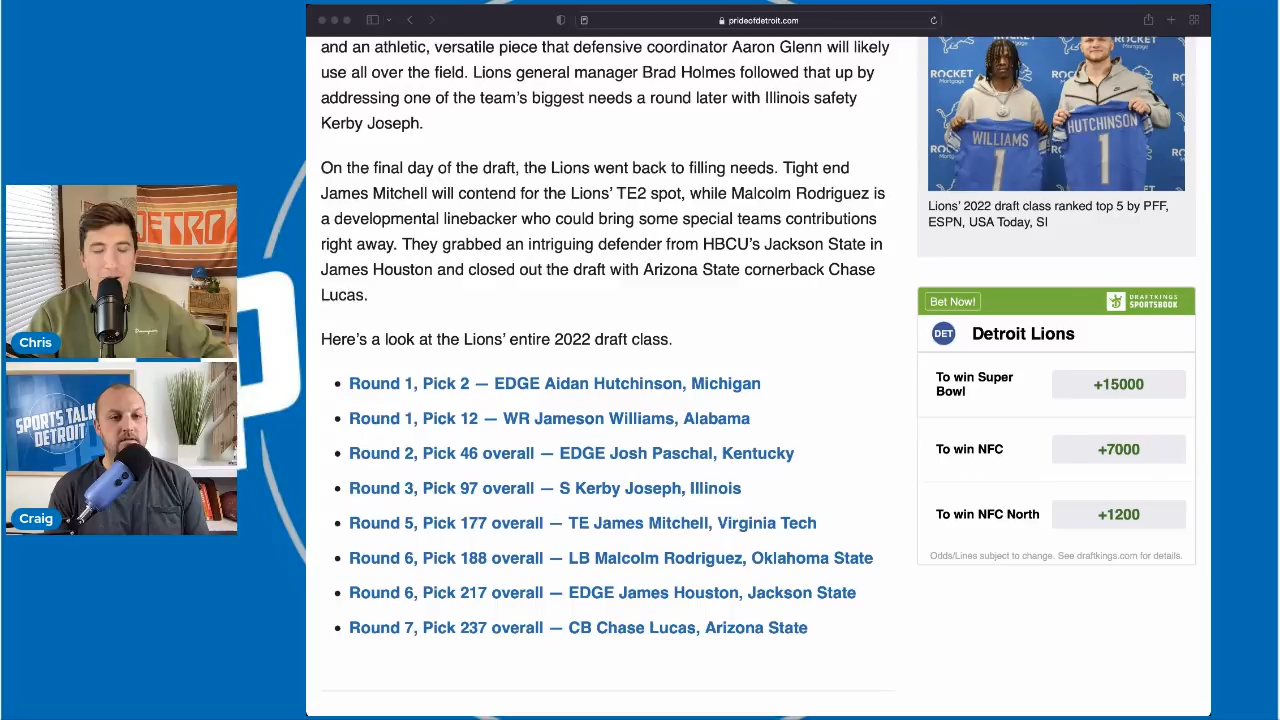 prideofdetroit.com
and an athletic, versatile piece that defensive coordinator Aaron Glenn will likely
use all over the field. Lions general manager Brad Holmes followed that up by
addressing one of the team's biggest needs a round later with Illinois safety
Kerby Joseph.
On the final day of the draft, the Lions went back to filling needs. Tight end
James Mitchell will contend for the Lions' TE2 spot, while Malcolm Rodriguez is
a developmental linebacker who could bring some special teams contributions
right away. They grabbed an intriguing defender from HBCU's Jackson State in
James Houston and closed out the draft with Arizona State cornerback Chase
Lucas.
Here's a look at the Lions' entire 2022 draft class.
• Round 1, Pick 2 — EDGE Aidan Hutchinson, Michigan
• Round 1, Pick 12 — WR Jameson Williams, Alabama
• Round 2, Pick 46 overall — EDGE Josh Paschal, Kentucky
• Round 3, Pick 97 overall — S Kerby Joseph, Illinois
• Round 5, Pick 177 overall — TE James Mitchell, Virginia Tech
• Round 6, Pick 188 overall — LB Malcolm Rodriguez, Oklahoma State
• Round 6, Pick 217 overall — EDGE James Houston, Jackson State
• Round 7, Pick 237 overall — CB Chase Lucas, Arizona State
ROCKET
Mortgage
ROCKET
WILLIAMS
1
HUTCHINSON
1
Lions' 2022 draft class ranked top 5 by PFF,
ESPN, USA Today, SI
Bet Now!
DRAFTKINGS
SPORTSBOOK
DET
Detroit Lions
To win Super
Bowl
+15000
To win NFC
+7000
To win NFC North
+1200
Odds/Lines subject to change. See draftkings.com for details.
DETRO
Chris
SPORTS TALK
DETROIT
Craig